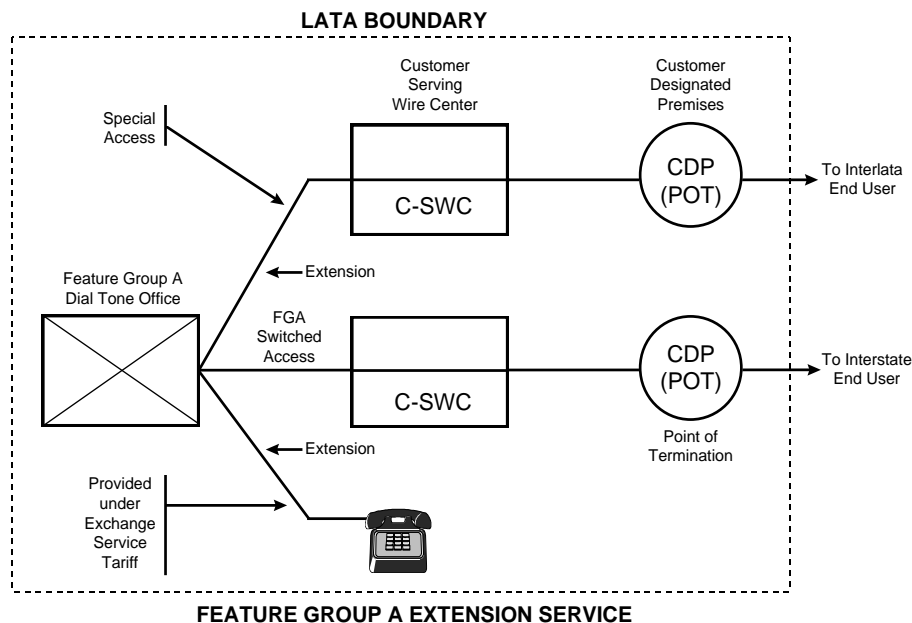 LATA BOUNDARY
Customer
Serving
Wire Center
Customer
Designated
Premises
Special
Access
C-SWC
CDP
(POT)
To Interlata
End User
Extension
Feature Group A
Dial Tone Office
FGA
Switched
Access
C-SWC
CDP
(POT)
To Interstate
End User
Extension
Point of
Termination
Provided
under
Exchange
Service
Tariff
FEATURE GROUP A EXTENSION SERVICE